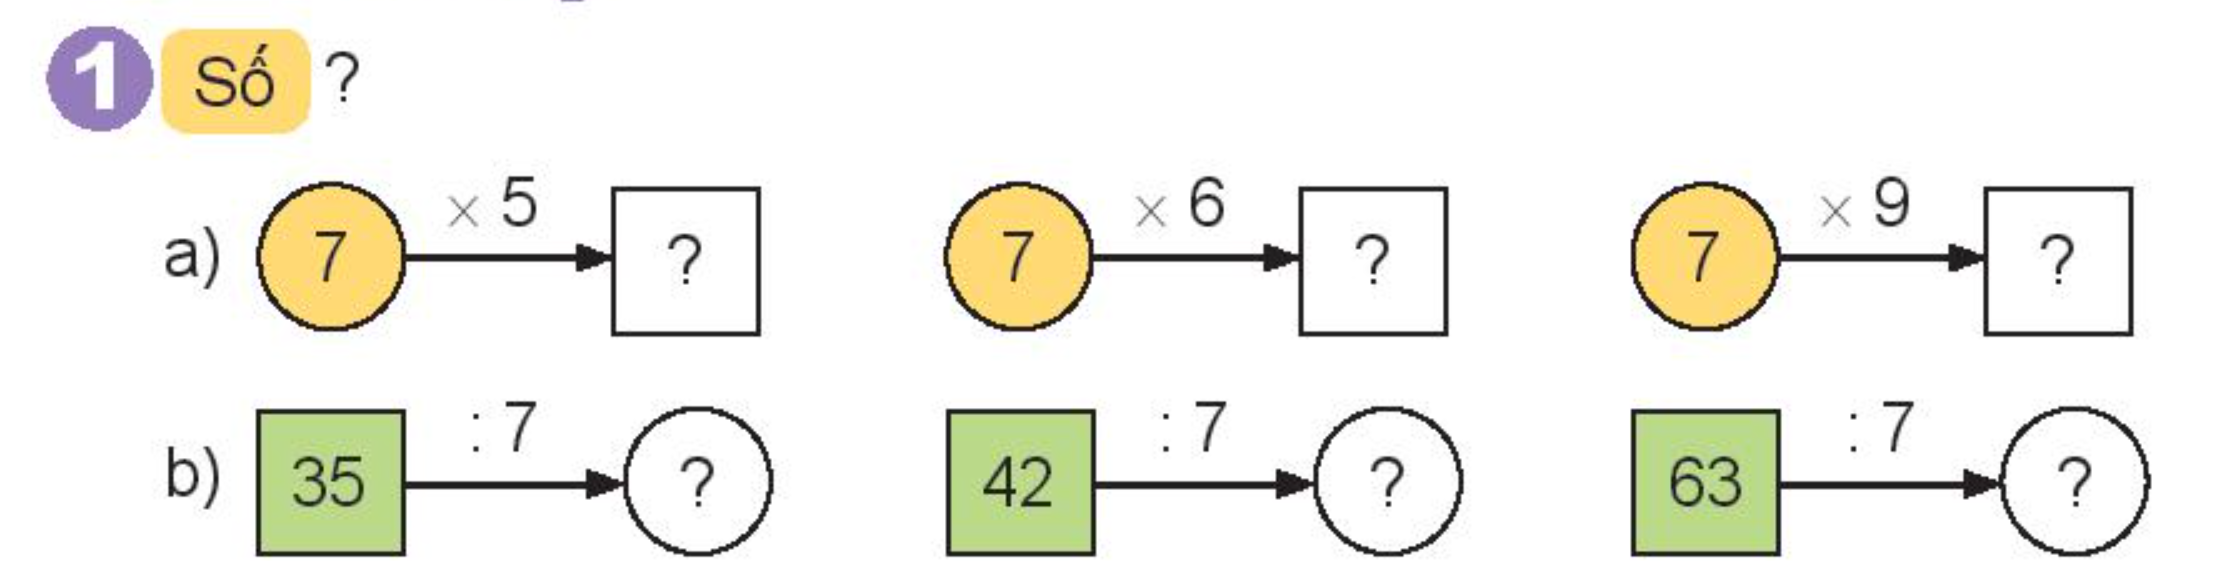 1 Số ?
a) 7 × 5 ? 7 × 6 ? 7 × 9 ?
b) 35 : 7 ? 42 : 7 ? 63 : 7 ?